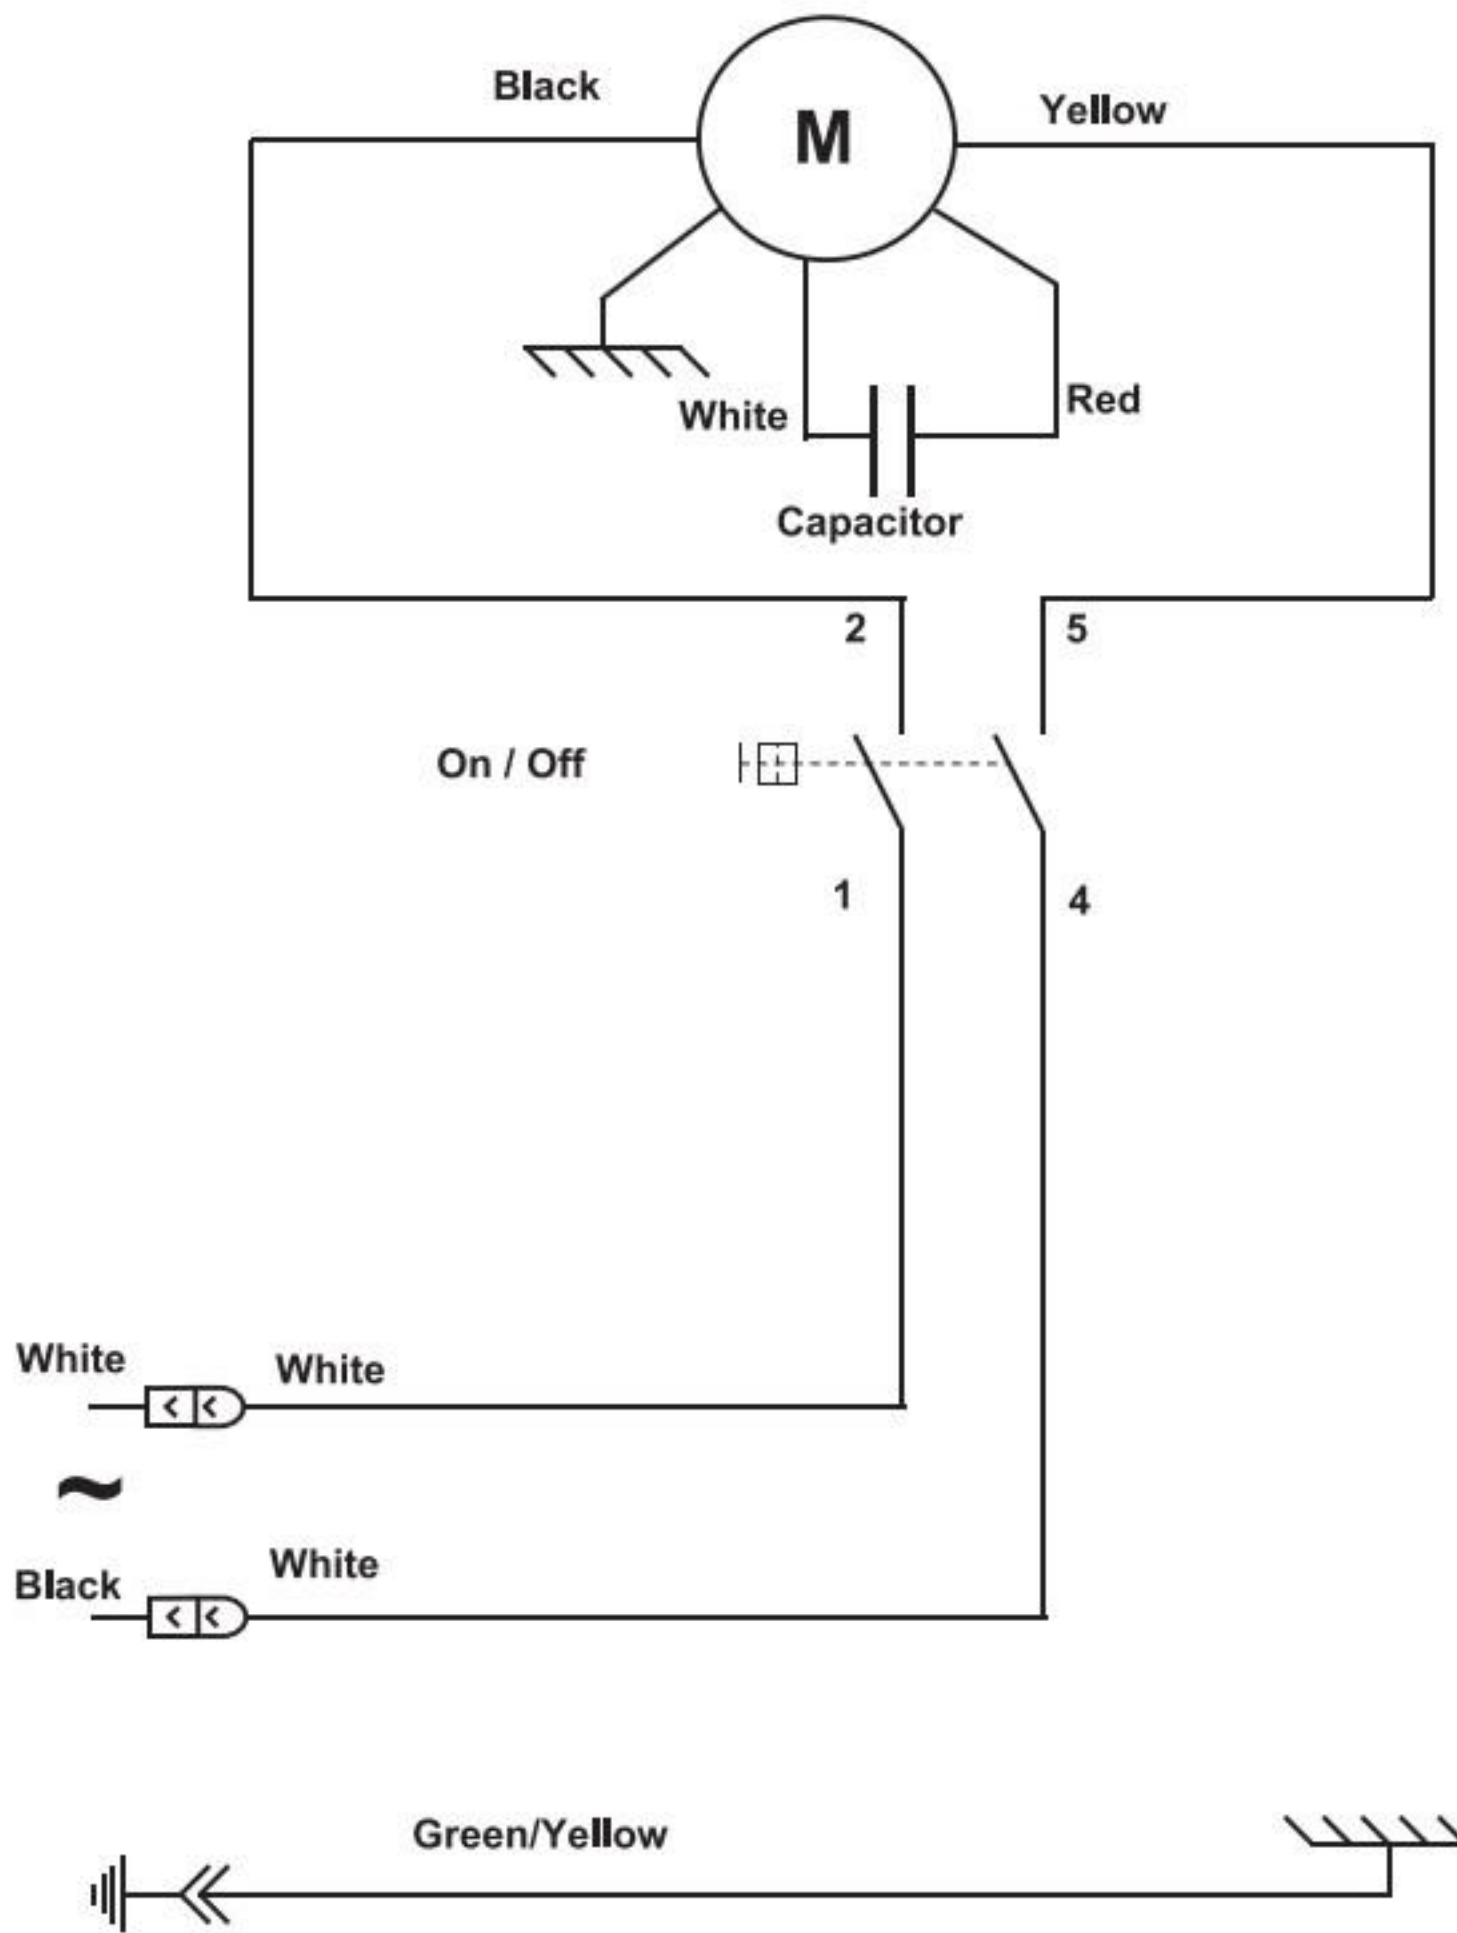 Black
M
Yellow
White
Red
Capacitor
2
5
On / Off
1
4
White
White
~
Black
White
Green/Yellow